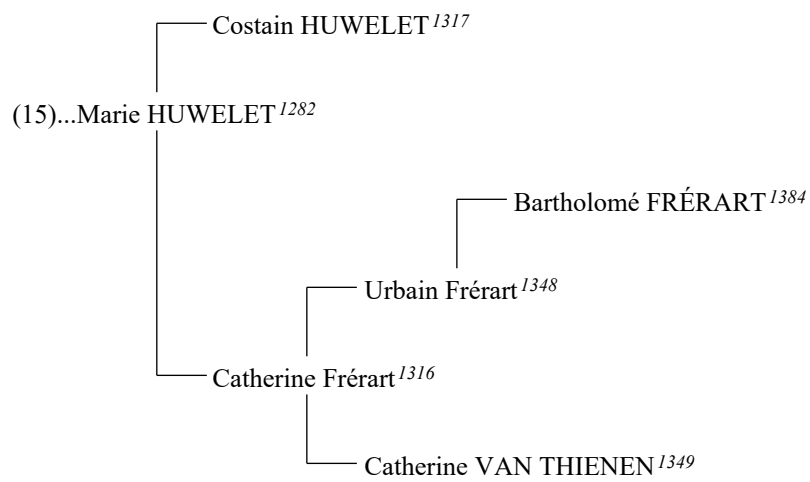 Costain HUWELET 1317
(15)...Marie HUWELET 1282
Bartholomé FRÉRART 1384
Urbain Frérart 1348
Catherine Frérart 1316
Catherine VAN THIENEN 1349